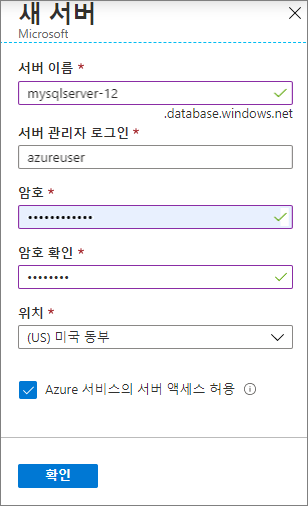 새 서버
Microsoft
서버 이름 *
mysqlserver-12
.database.windows.net
서버 관리자 로그인 *
azureuser
암호 *
••••••••••••
암호 확인 *
••••••••
위치 *
(US) 미국 동부
Azure 서비스의 서버 액세스 허용
확인